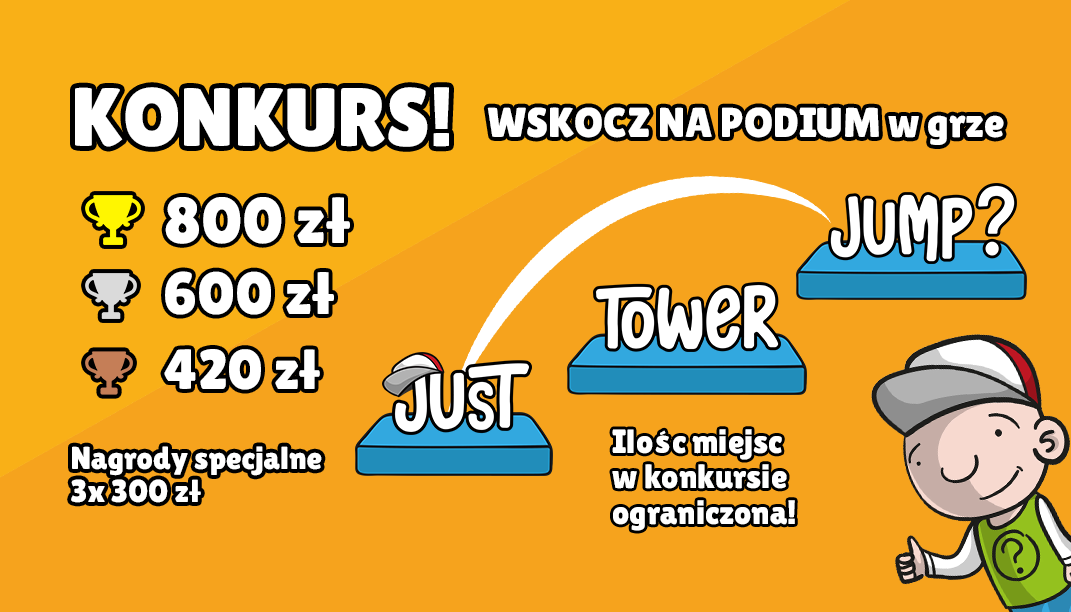 KONKURS!
WSKOCZ NA PODIUM w grze
800 zł
600 zł
420 zł
JUST
TOWER
JUMP?
Nagrody specjalne
3x 300 zł
Ilośc miejsc
w konkursie
ograniczona!
?